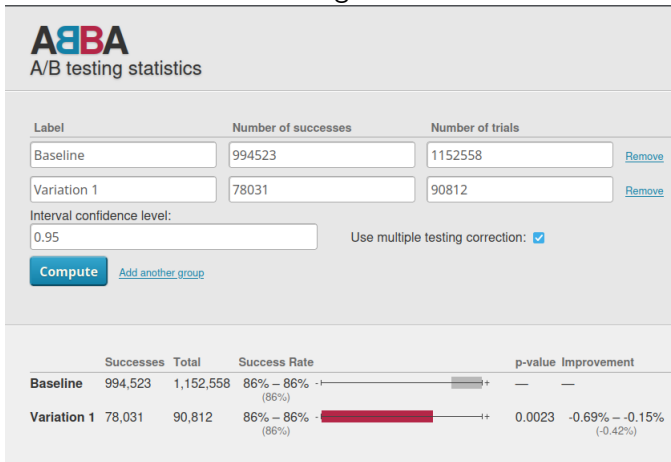 ABBA
A/B testing statistics
Label Number of successes Number of trials
Baseline 994523 1152558 Remove
Variation 1 78031 90812 Remove
Interval confidence level:
0.95 Use multiple testing correction:
Compute Add another group
Successes Total Success Rate p-value Improvement
Baseline 994,523 1,152,558 86% – 86% - + — —
(86%)
Variation 1 78,031 90,812 86% – 86% - + 0.0023 -0.69% – -0.15%
(86%) (-0.42%)